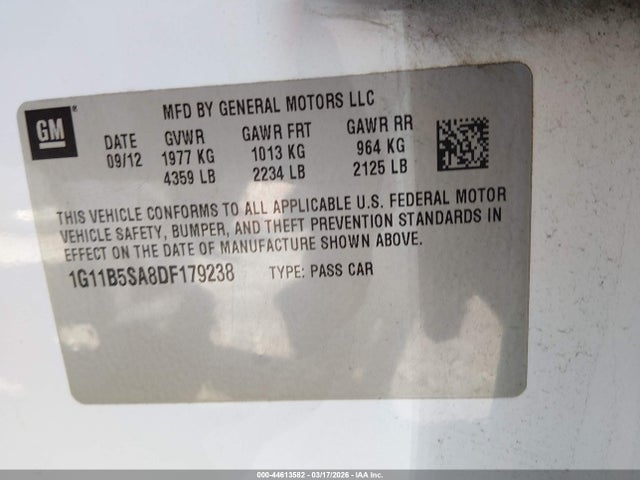 GM
MFD BY GENERAL MOTORS LLC
DATE GVWR GAWR FRT GAWR RR
09/12 1977 KG 1013 KG 964 KG
4359 LB 2234 LB 2125 LB
THIS VEHICLE CONFORMS TO ALL APPLICABLE U.S. FEDERAL MOTOR
VEHICLE SAFETY, BUMPER, AND THEFT PREVENTION STANDARDS IN
EFFECT ON THE DATE OF MANUFACTURE SHOWN ABOVE.
1G11B5SA8DF179238 TYPE: PASS CAR
000-44613582 - 03/17/2026 - IAA Inc.